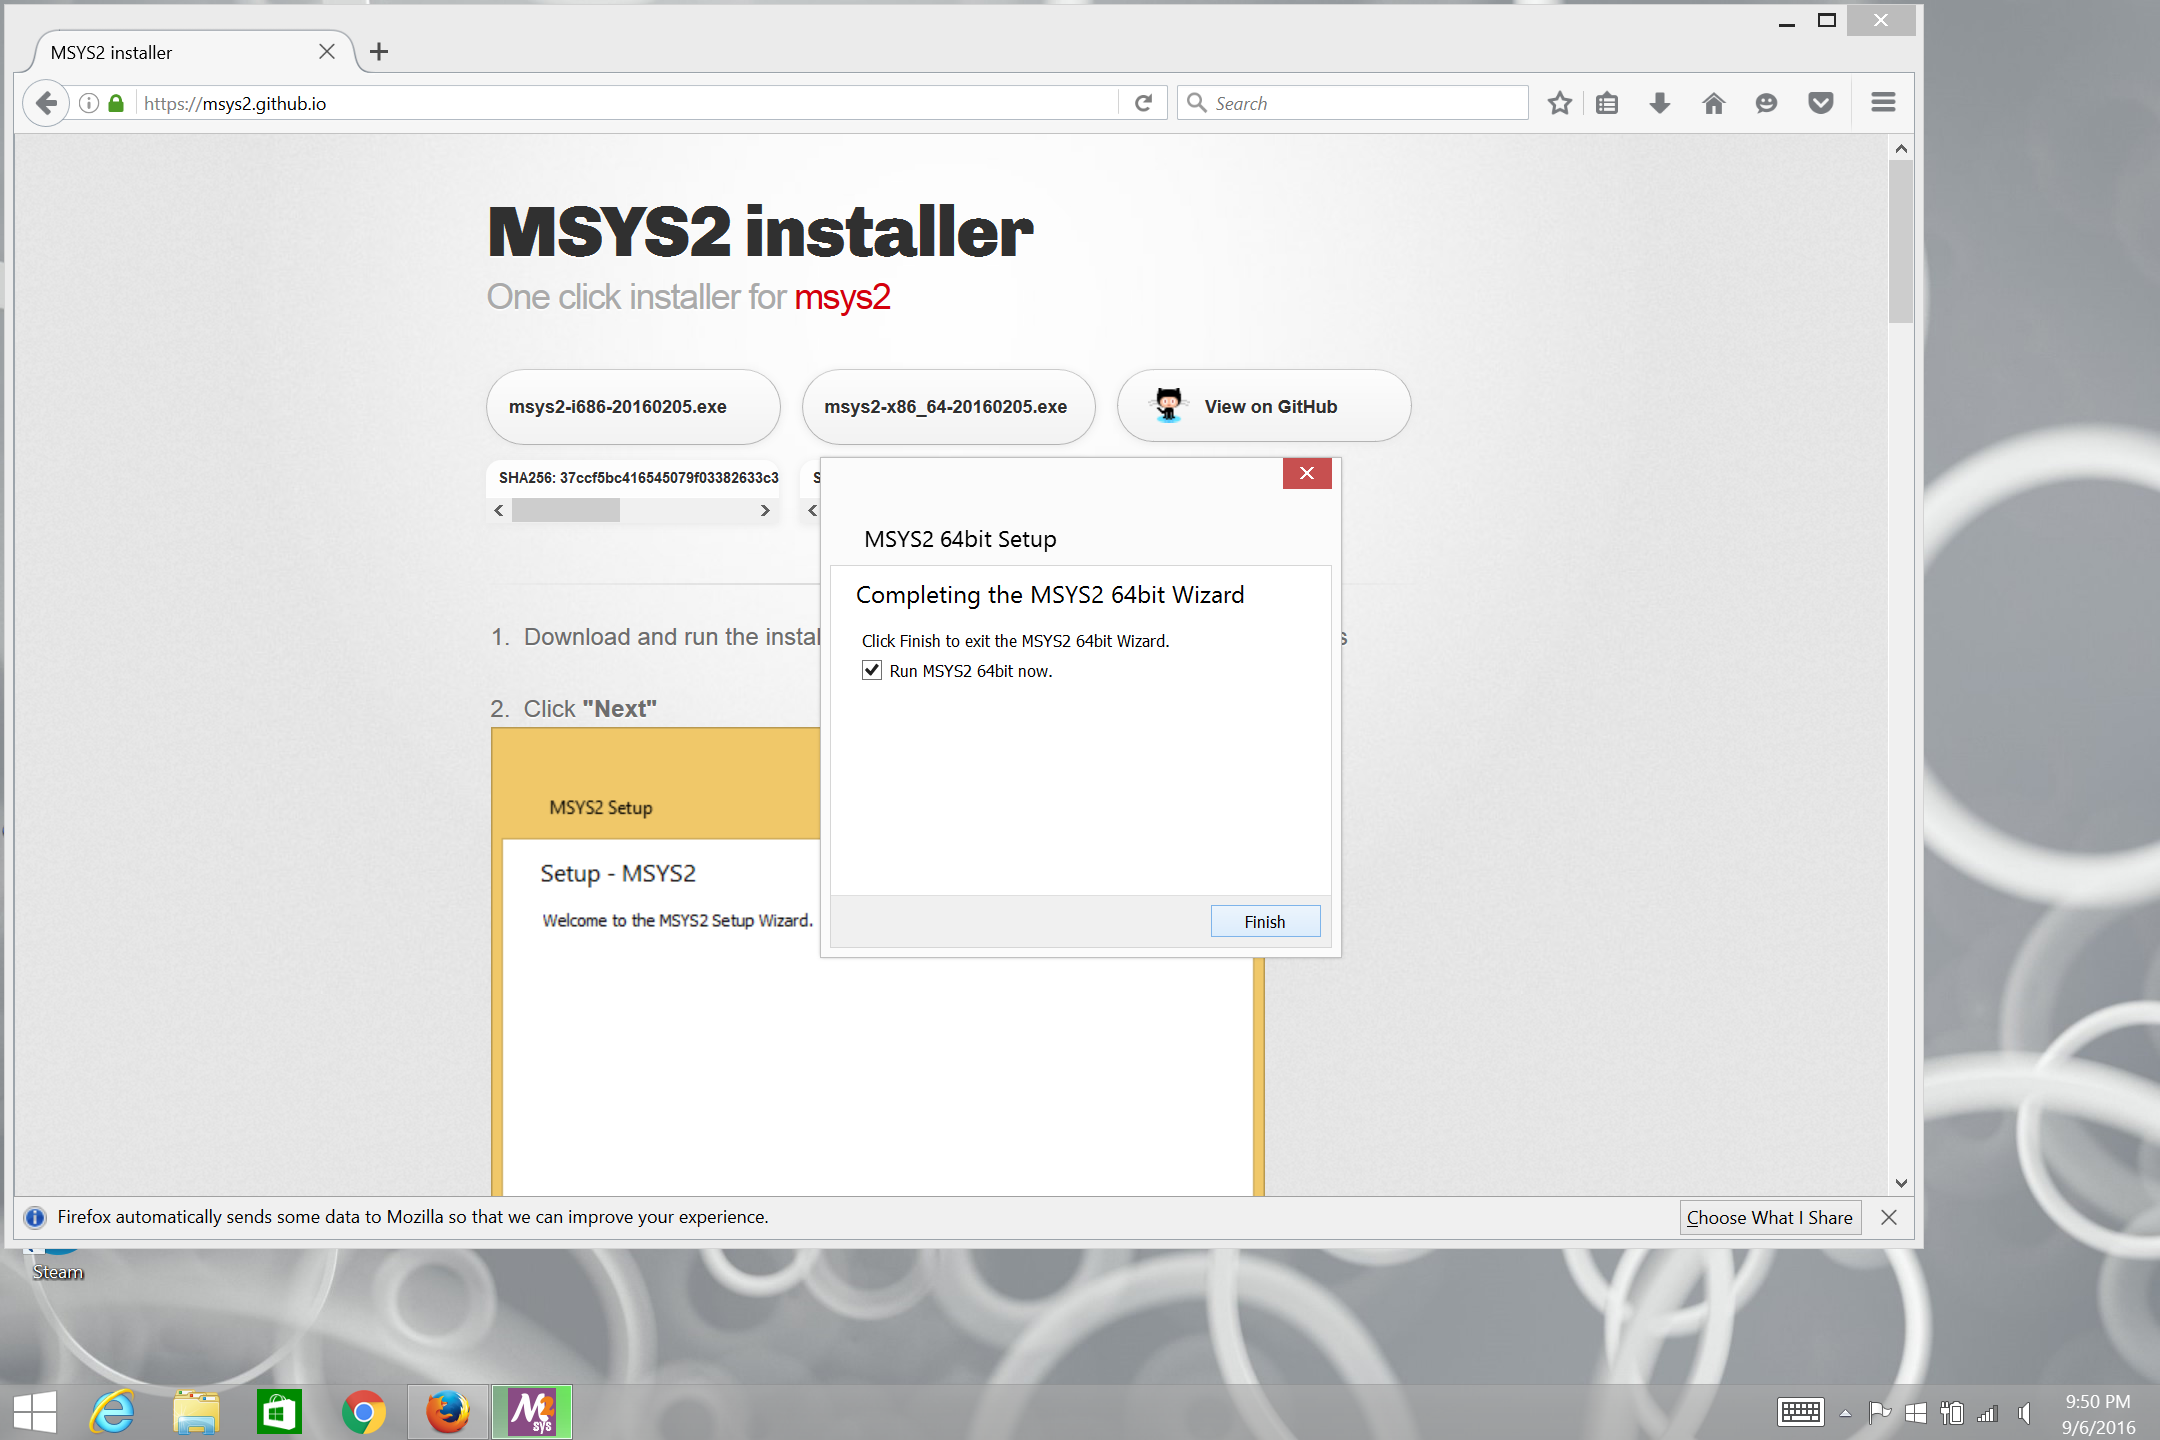 MSYS2 installer
https://msys2.github.io
Search
MSYS2 installer
One click installer for msys2
msys2-i686-20160205.exe
msys2-x86_64-20160205.exe
View on GitHub
SHA256: 37ccf5bc416545079f03382633c3
MSYS2 64bit Setup
Completing the MSYS2 64bit Wizard
Click Finish to exit the MSYS2 64bit Wizard.
Run MSYS2 64bit now.
Finish
1. Download and run the instal
2. Click "Next"
MSYS2 Setup
Setup - MSYS2
Welcome to the MSYS2 Setup Wizard.
Firefox automatically sends some data to Mozilla so that we can improve your experience.
Choose What I Share
Steam
M2
sys
9:50 PM
9/6/2016